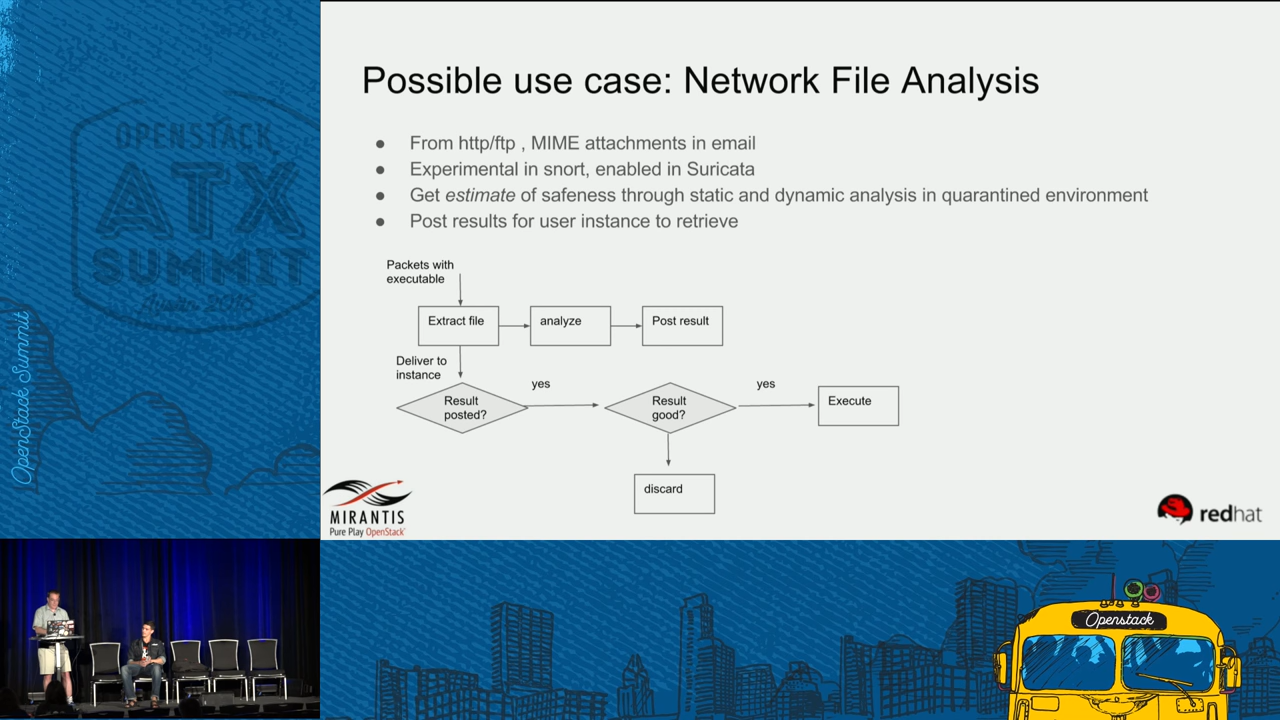 OPENSTACK
ATX
SUMMIT
Austin 2016
OpenStack Summit
Possible use case: Network File Analysis
● From http/ftp , MIME attachments in email
● Experimental in snort, enabled in Suricata
● Get estimate of safeness through static and dynamic analysis in quarantined environment
● Post results for user instance to retrieve
Packets with
executable
Extract file
analyze
Post result
Deliver to
instance
Result
posted?
yes
Result
good?
yes
Execute
discard
MIRANTIS
Pure Play OpenStack
redhat
Openstack